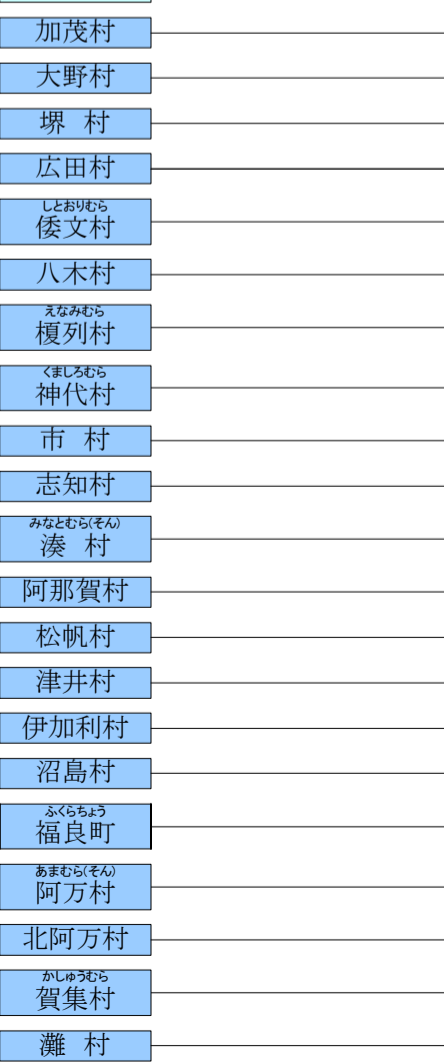 加茂村
大野村
堺 村
広田村
しとおりむら
倭文村
八木村
えなみむら
榎列村
くましろむら
神代村
市 村
志知村
みなとむら(そん)
湊 村
阿那賀村
松帆村
津井村
伊加利村
沼島村
ふくらちょう
福良町
あまむら(そん)
阿万村
北阿万村
かしゅうむら
賀集村
灘 村